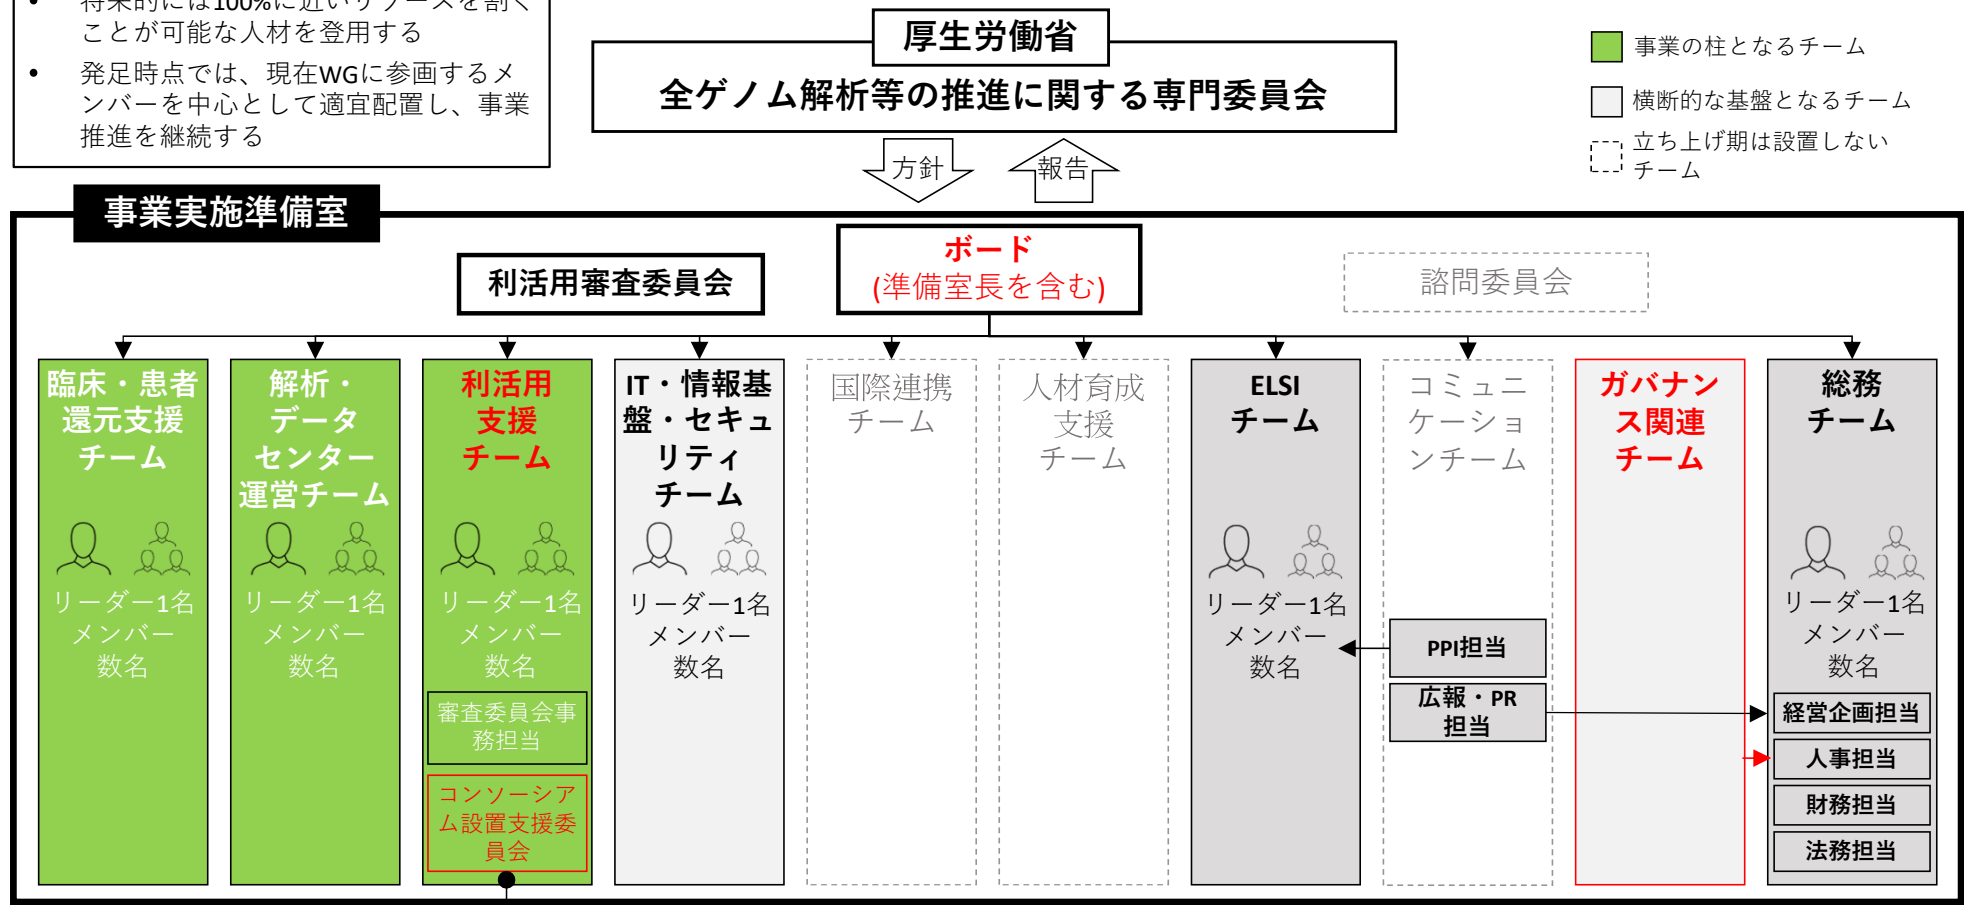 • 将来的には100%に近いリソースを割く
ことが可能な人材を登用する
• 発足時点では、現在WGに参画するメ
ンバーを中心として適宜配置し、事業
推進を継続する
厚生労働省
全ゲノム解析等の推進に関する専門委員会
事業の柱となるチーム
横断的な基盤となるチーム
立ち上げ期は設置しない
チーム
方針
報告
事業実施準備室
利活用審査委員会
ボード
(準備室長を含む)
諮問委員会
臨床・患者
還元支援
チーム
リーダー1名
メンバー
数名
解析・
データ
センター
運営チーム
リーダー1名
メンバー
数名
利活用
支援
チーム
リーダー1名
メンバー
数名
審査委員会事
務担当
コンソーシア
ム設置支援委
員会
IT・情報基
盤・セキュ
リティ
チーム
リーダー1名
メンバー
数名
国際連携
チーム
人材育成
支援
チーム
ELSI
チーム
リーダー1名
メンバー
数名
コミュニ
ケーショ
ンチーム
PPI担当
広報・PR
担当
ガバナン
ス関連
チーム
総務
チーム
リーダー1名
メンバー
数名
経営企画担当
人事担当
財務担当
法務担当